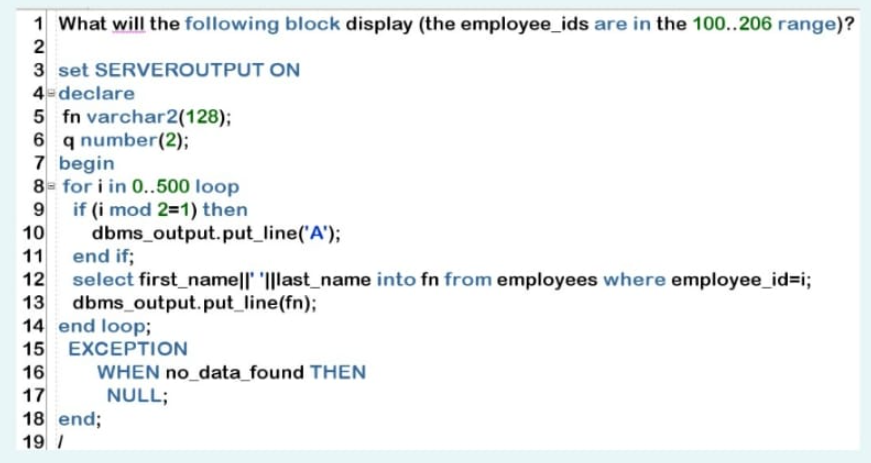 1 What will the following block display (the employee_ids are in the 100..206 range)?
2
3 set SERVEROUTPUT ON
4 declare
5 fn varchar2(128);
6 q number(2);
7 begin
8 for i in 0..500 loop
9 if (i mod 2=1) then
10 dbms_output.put_line('A');
11 end if;
12 select first_name||' '||last_name into fn from employees where employee_id=i;
13 dbms_output.put_line(fn);
14 end loop;
15 EXCEPTION
16 WHEN no_data_found THEN
17 NULL;
18 end;
19 /